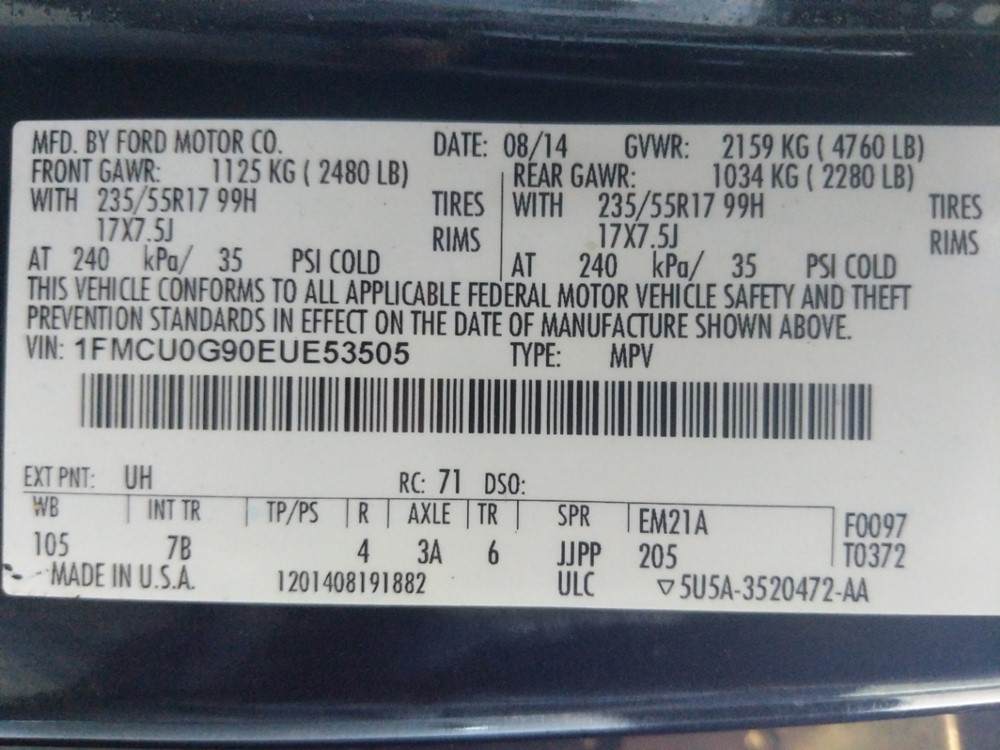 MFD. BY FORD MOTOR CO. DATE: 08/14 GVWR: 2159 KG ( 4760 LB)
FRONT GAWR: 1125 KG ( 2480 LB) REAR GAWR: 1034 KG ( 2280 LB)
WITH 235/55R17 99H TIRES WITH 235/55R17 99H TIRES
17X7.5J RIMS 17X7.5J RIMS
AT 240 kPa/ 35 PSI COLD AT 240 kPa/ 35 PSI COLD
THIS VEHICLE CONFORMS TO ALL APPLICABLE FEDERAL MOTOR VEHICLE SAFETY AND THEFT
PREVENTION STANDARDS IN EFFECT ON THE DATE OF MANUFACTURE SHOWN ABOVE.
VIN: 1FMCU0G90EUE53505 TYPE: MPV
EXT PNT: UH RC: 71 DSO:
WB INT TR TP/PS R AXLE TR SPR EM21A F0097
105 7B 4 3A 6 JJPP 205 T0372
MADE IN U.S.A. 1201408191882 ULC ▽5U5A-3520472-AA